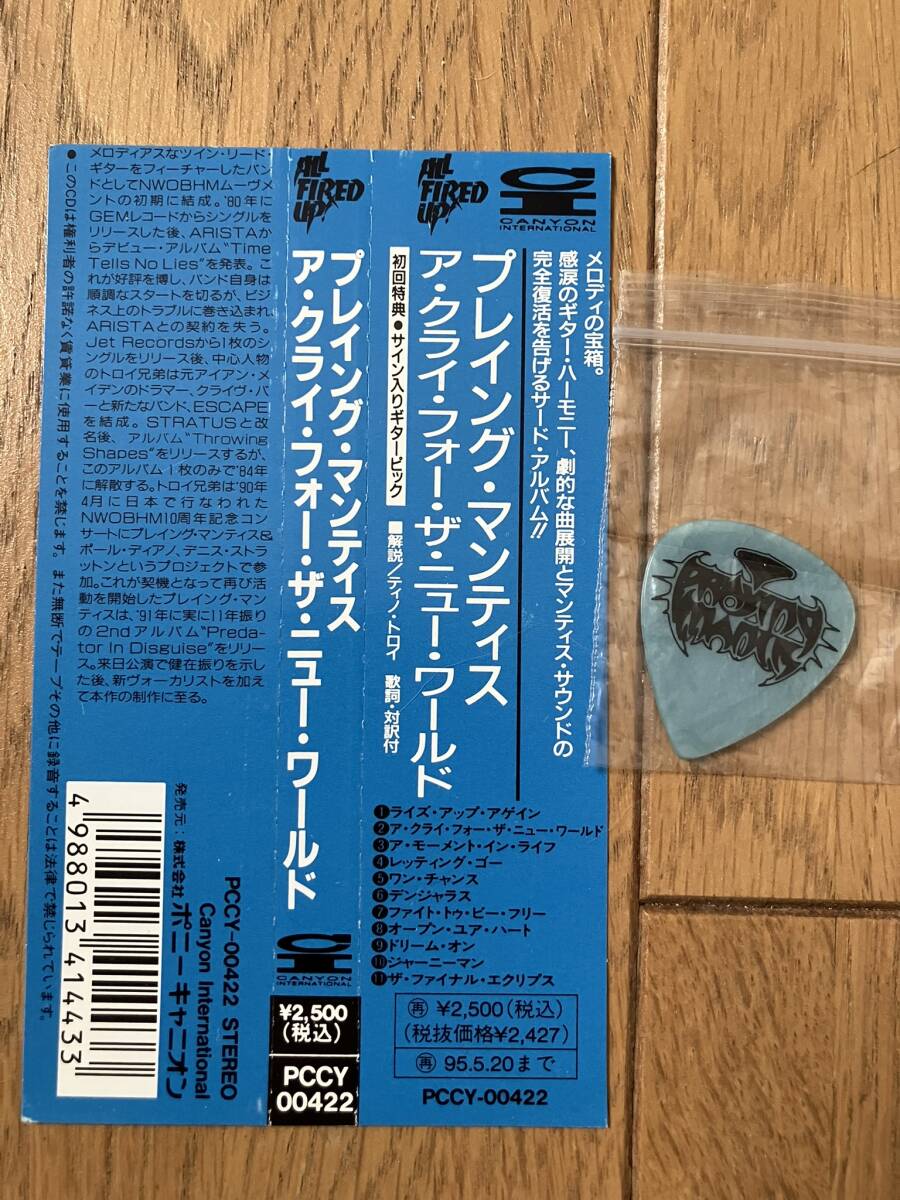 CANYON
INTERNATIONAL
メロディの宝箱。
感涙のギター・ハーモニー、劇的な曲展開とマンティス・サウンドの
完全復活を告げるサード・アルバム!!
ALL
FIRED
UP
プレイング・マンティス
ア・クライ・フォー・ザ・ニュー・ワールド
初回特典●サイン入りギターピック
■解説/ティノ・トロイ 歌詞・対訳付
❶ライズ・アップ・アゲイン
❷ア・クライ・フォー・ザ・ニュー・ワールド
❸ア・モーメント・イン・ライフ
❹レッティング・ゴー
❺ワン・チャンス
❻デンジャラス
❼ファイト・トゥ・ビー・フリー
❽オープン・ユア・ハート
❾ドリーム・オン
❿ジャーニーマン
⓫ザ・ファイナル・エクリプス
再 ¥2,500(税込)
(税抜価格¥2,427)
再 95.5.20まで
PCCY-00422
ALL
FIRED
UP
プレイング・マンティス
ア・クライ・フォー・ザ・ニュー・ワールド
CANYON
INTERNATIONAL
¥2,500
(税込)
PCCY
00422
メロディアスなツイン・リード・
ギターをフィーチャーしたバン
ドとしてNWOBHMムーヴメ
ントの初期に結成。'80年に
GEMレコードからシングルを
リリースした後、ARISTAか
らデビュー・アルバム“Time
Tells No Lies”を発表。こ
れが好評を博し、バンド自身は
順調なスタートを切るが、ビジ
ネス上のトラブルに巻き込まれ、
ARISTAとの契約を失う。
Jet Recordsから1枚のシ
ングルをリリース後、中心人物
のトロイ兄弟は元アイアン・メ
イデンのドラマー、クライヴ・バ
ーと新たなバンド、ESCAPE
を結成。STRATUSと改
名後、アルバム“Throwing
Shapes”をリリースするが、
このアルバム1枚のみで'84年
に解散する。トロイ兄弟は'90年
4月に日本で行なわれた
NWOBHM10周年記念コン
サートにプレイング・マンティス&
ポール・ディアノ、デニス・ストラ
ットンというプロジェクトで参
加。これが契機となって再び活
動を開始したプレイング・マン
ティスは、'91年に実に11年振り
の2ndアルバム“Preda-
tor In Disguise”をリリー
ス。来日公演で健在振りを示し
た後、新ヴォーカリストを加え
て本作の制作に至る。
●このCDは権利者の許諾なく賃貸業に使用することを禁じます。また無断でテープその他に録音することは法律で禁じられています。
4988013414433
発売元:株式会社ポニーキャニオン
Canyon International
PCCY-00422 STEREO